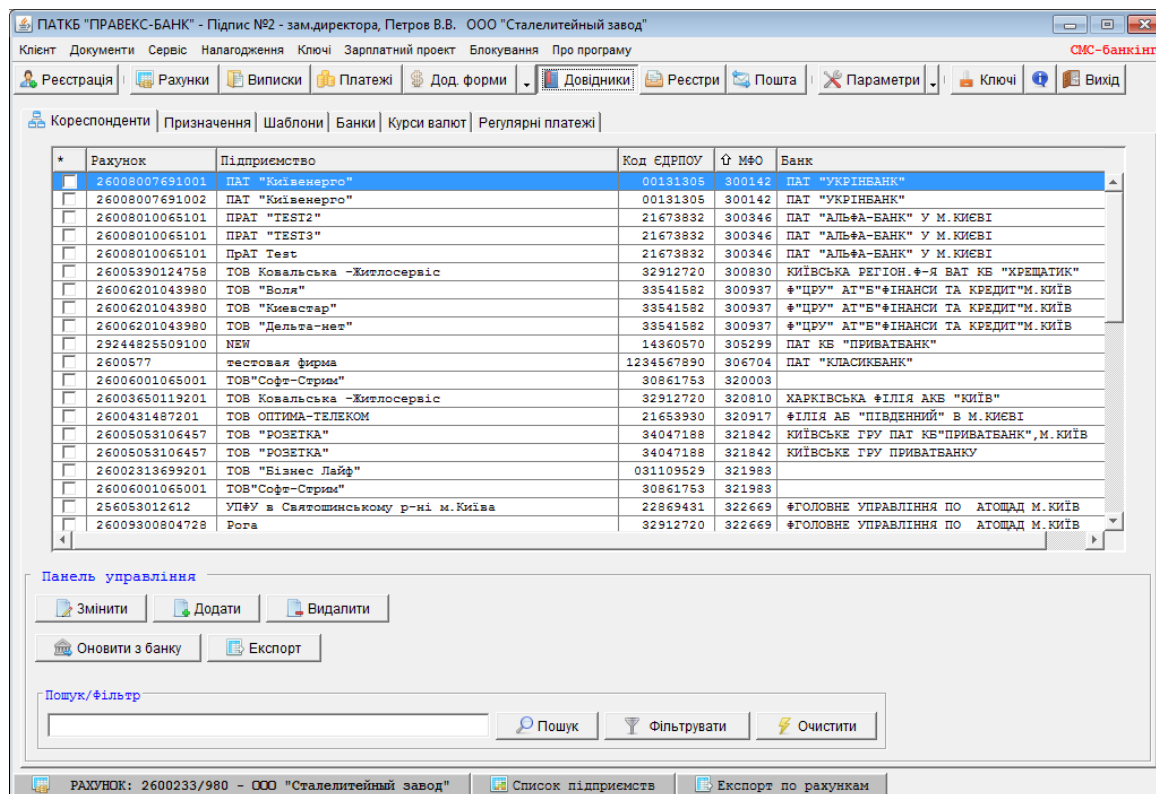 ПАТКБ "ПРАВЕКС-БАНК" - Підпис №2 - зам.директора, Петров В.В. ООО "Сталелитейный завод"
Клієнт Документи Сервіс Налагодження Ключі Зарплатний проект Блокування Про програму СМС-банкінг
Реєстрація Рахунки Виписки Платежі Дод. форми Довідники Реєстри Пошта Параметри Ключі Вихід
Кореспонденти Призначення Шаблони Банки Курси валют Регулярні платежі
* Рахунок Підприємство Код ЄДРПОУ МФО Банк
26008007691001 ПАТ "Київенерго" 00131305 300142 ПАТ "УКРІНБАНК"
26008007691002 ПАТ "Київенерго" 00131305 300142 ПАТ "УКРІНБАНК"
26008010065101 ПРАТ "TEST2" 21673832 300346 ПАТ "АЛЬФА-БАНК" У М.КИЄВІ
26008010065101 ПРАТ "TEST3" 21673832 300346 ПАТ "АЛЬФА-БАНК" У М.КИЄВІ
26008010065101 ПрАТ Test 21673832 300346 ПАТ "АЛЬФА-БАНК" У М.КИЄВІ
26005390124758 ТОВ Ковальська -Житлосервіс 32912720 300830 КИЇВСЬКА РЕГІОН.Ф-Я ВАТ КБ "ХРЕЩАТИК"
26006201043980 ТОВ "Воля" 33541582 300937 Ф"ЦРУ" АТ"Б"ФІНАНСИ ТА КРЕДИТ"М.КИЇВ
26006201043980 ТОВ "Киевстар" 33541582 300937 Ф"ЦРУ" АТ"Б"ФІНАНСИ ТА КРЕДИТ"М.КИЇВ
26006201043980 ТОВ "Дельта-нет" 33541582 300937 Ф"ЦРУ" АТ"Б"ФІНАНСИ ТА КРЕДИТ"М.КИЇВ
29244825509100 NEW 14360570 305299 ПАТ КБ "ПРИВАТБАНК"
2600577 тестовая фирма 1234567890 306704 ПАТ "КЛАСИКБАНК"
26006001065001 ТОВ"Софт-Стрим" 30861753 320003
26003650119201 ТОВ Ковальська -Житлосервіс 32912720 320810 ХАРКІВСЬКА ФІЛІЯ АКБ "КИЇВ"
2600431487201 ТОВ ОПТИМА-ТЕЛЕКОМ 21653930 320917 ФІЛІЯ АБ "ПІВДЕННИЙ" В М.КИЄВІ
26005053106457 ТОВ "РОЗЕТКА" 34047188 321842 КИЇВСЬКЕ ГРУ ПАТ КБ"ПРИВАТБАНК",М.КИЇВ
26005053106457 ТОВ "РОЗЕТКА" 34047188 321842 КИЇВСЬКЕ ГРУ ПРИВАТБАНКУ
26002313699201 ТОВ "Бізнес Лайф" 031109529 321983
26006001065001 ТОВ"Софт-Стрим" 30861753 321983
256053012612 УПФУ в Святошинському р-ні м.Київа 22869431 322669 ФГОЛОВНЕ УПРАВЛІННЯ ПО АТОЩАД М.КИЇВ
26009300804728 Рога 32912720 322669 ФГОЛОВНЕ УПРАВЛІННЯ ПО АТОЩАД М.КИЇВ
Панель управління
Змінити Додати Видалити
Оновити з банку Експорт
Пошук/Фільтр
Пошук Фільтрувати Очистити
РАХУНОК: 2600233/980 - ООО "Сталелитейный завод" Список підприємств Експорт по рахункам